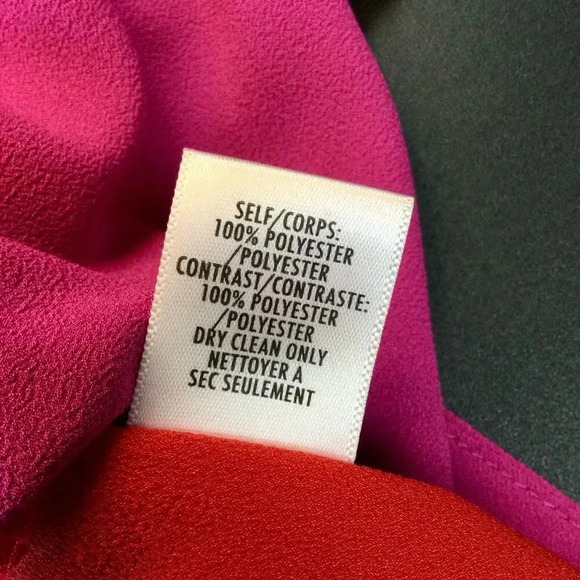 SELF/CORPS:
100% POLYESTER
/POLYESTER
CONTRAST/CONTRASTE:
100% POLYESTER
/POLYESTER
DRY CLEAN ONLY
NETTOYER A
SEC SEULEMENT